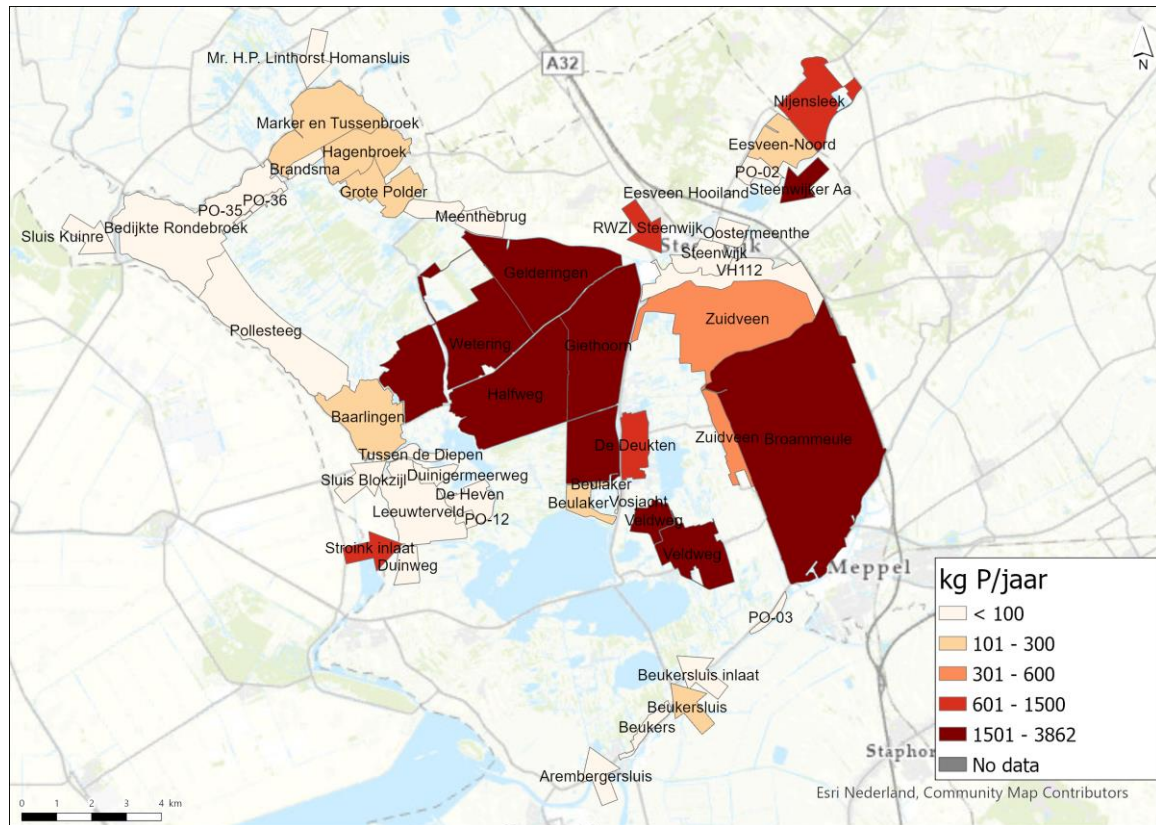 Mr. H.P. Linthorst Homansluis
A32
N
Nijensleek
Marker en Tussenbroek
Eesveen-Noord
Hagenbroek
Brandsma
PO-02
Grote Polder
Steenwijker Aa
Eesveen Hooiland
PO-36
PO-35
Meenthebrug
Bedijkte Rondebroek
RWZI Steenwijk
Oostermeenthe
Sluis Kuinre
Steenwijk
VH112
Gelderingen
Zuidveen
Pollesteeg
Wetering
Giethoorn
Halfweg
Baarlingen
Zuidveen
Broammeule
De Deukten
Tussen de Diepen
Sluis Blokzijl
Duinigermeerweg
Beulaker
De Heven
Beulaker
Vosjacht
Leeuwterveld
PO-12
Veldweg
Stroink inlaat
Veldweg
Duinweg
Meppel
PO-03
Beukersluis inlaat
Beukersluis
Beukers
Arembergersluis
Staphor
kg P/jaar
< 100
101 - 300
301 - 600
601 - 1500
1501 - 3862
No data
Esri Nederland, Community Map Contributors
0 1 2 4 km